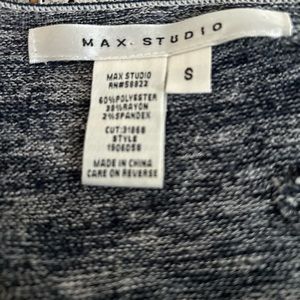 MAX STUDIO
S
MAX STUDIO
RN#58822
60%POLYESTER
38%RAYON
2%SPANDEX
CUT:31868
STYLE
1906058
MADE IN CHINA
CARE ON REVERSE